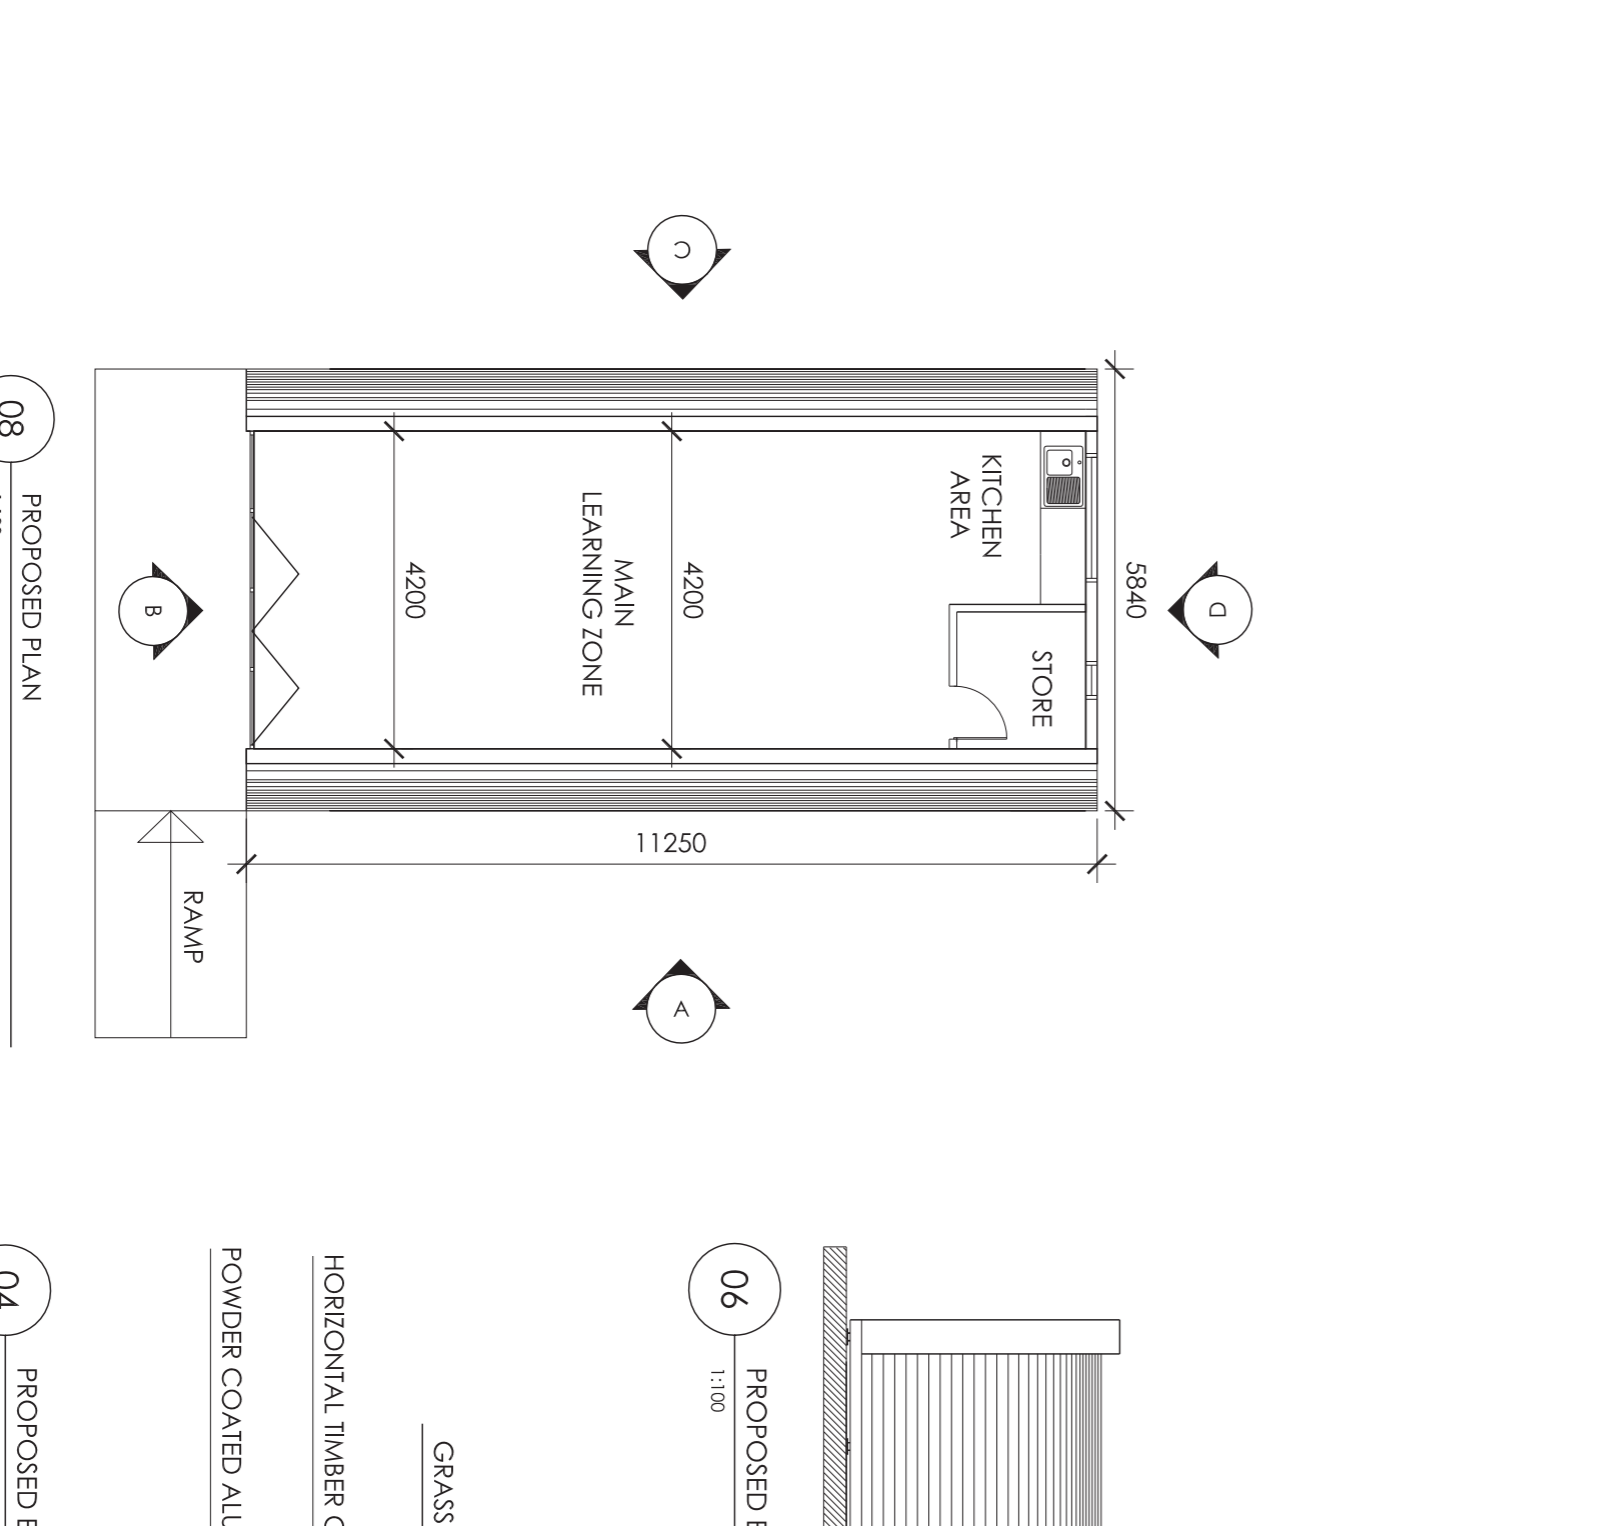 C
5840
D
KITCHEN
AREA
STORE
4200
MAIN
LEARNING ZONE
4200
B
11250
RAMP
A
08
PROPOSED PLAN
06
PROPOSED
1:100
GRASS
HORIZONTAL TIMBER
POWDER COATED
04
PROPOSED